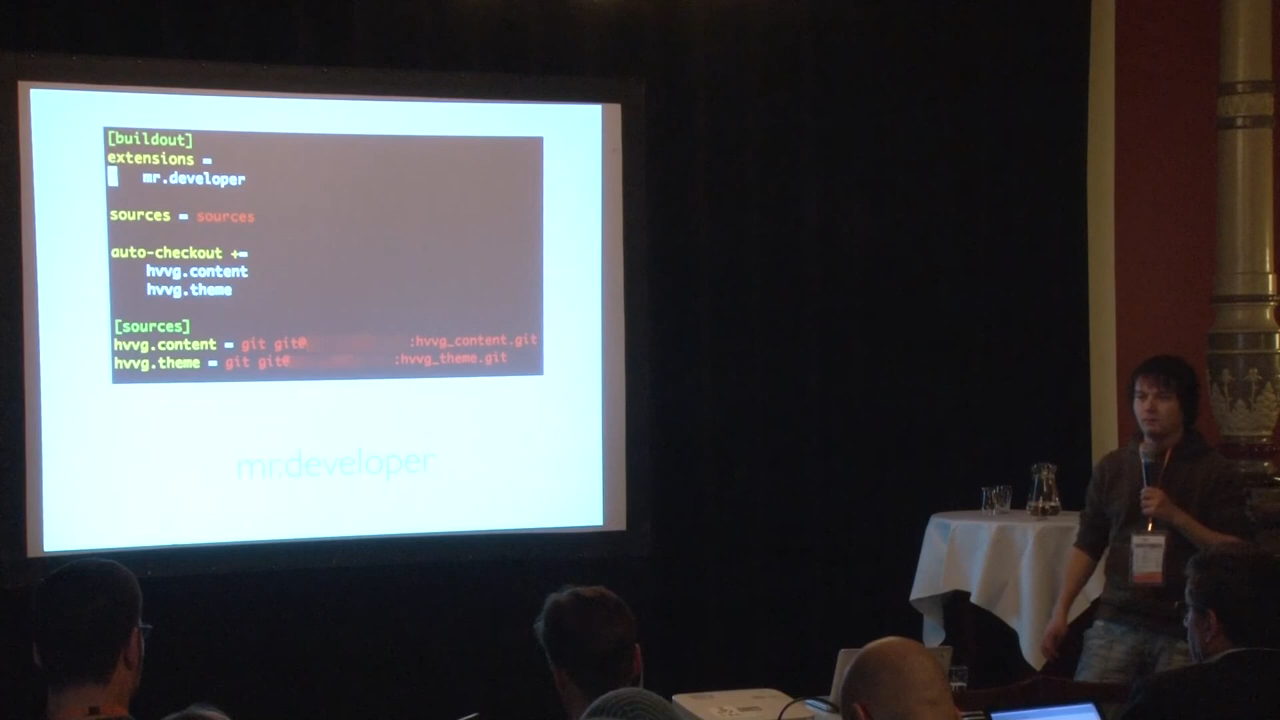 [buildout]
extensions =
mr.developer
sources = sources
auto-checkout +=
hvvg.content
hvvg.theme
[sources]
hvvg.content = git git@ :hvvg_content.git
hvvg.theme = git git@ :hvvg_theme.git
mr.developer